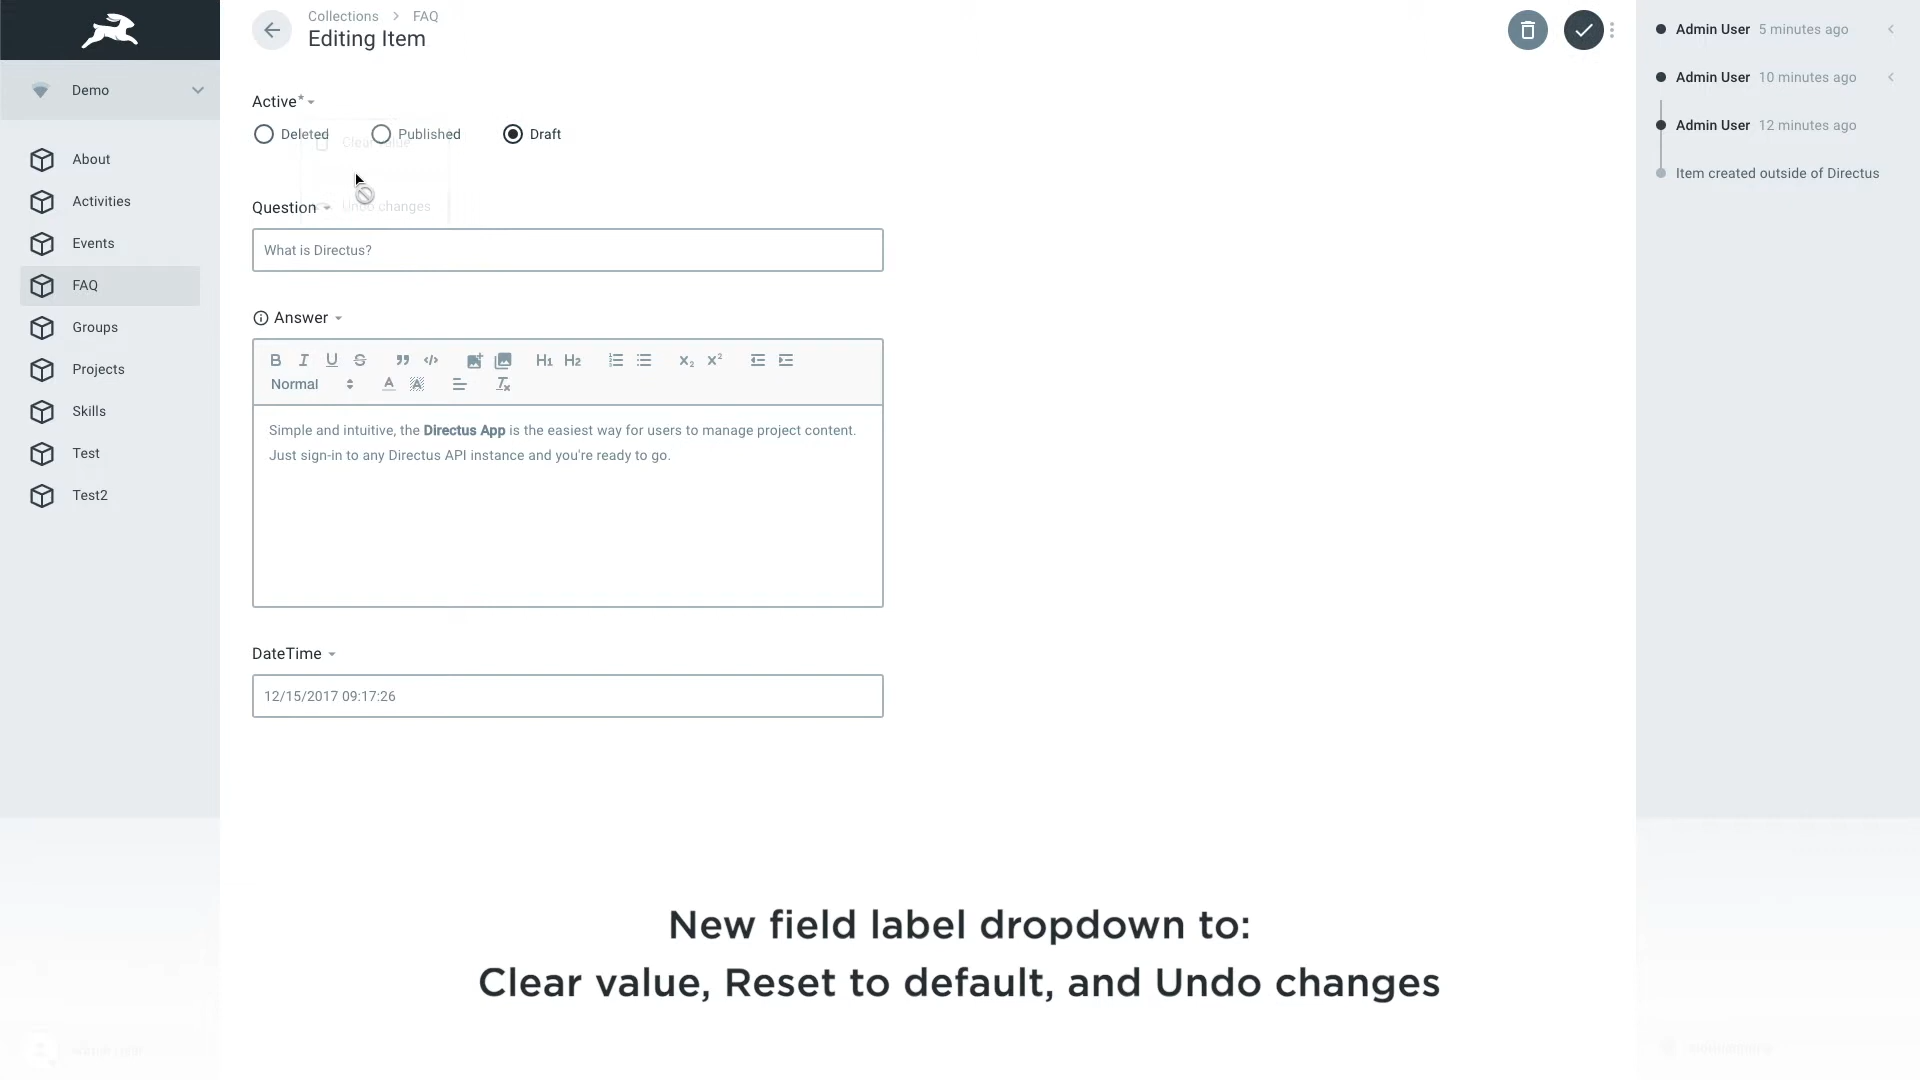 Collections > FAQ
Editing Item
Demo
About
Activities
Events
FAQ
Groups
Projects
Skills
Test
Test2
Active*
Deleted
Published
Draft
Clear value
Undo changes
Question
What is Directus?
Answer
B I U S H1 H2 X2 X2
Normal A A Tx
Simple and intuitive, the Directus App is the easiest way for users to manage project content.
Just sign-in to any Directus API instance and you're ready to go.
DateTime
12/15/2017 09:17:26
Admin User 5 minutes ago
Admin User 10 minutes ago
Admin User 12 minutes ago
Item created outside of Directus
New field label dropdown to:
Clear value, Reset to default, and Undo changes